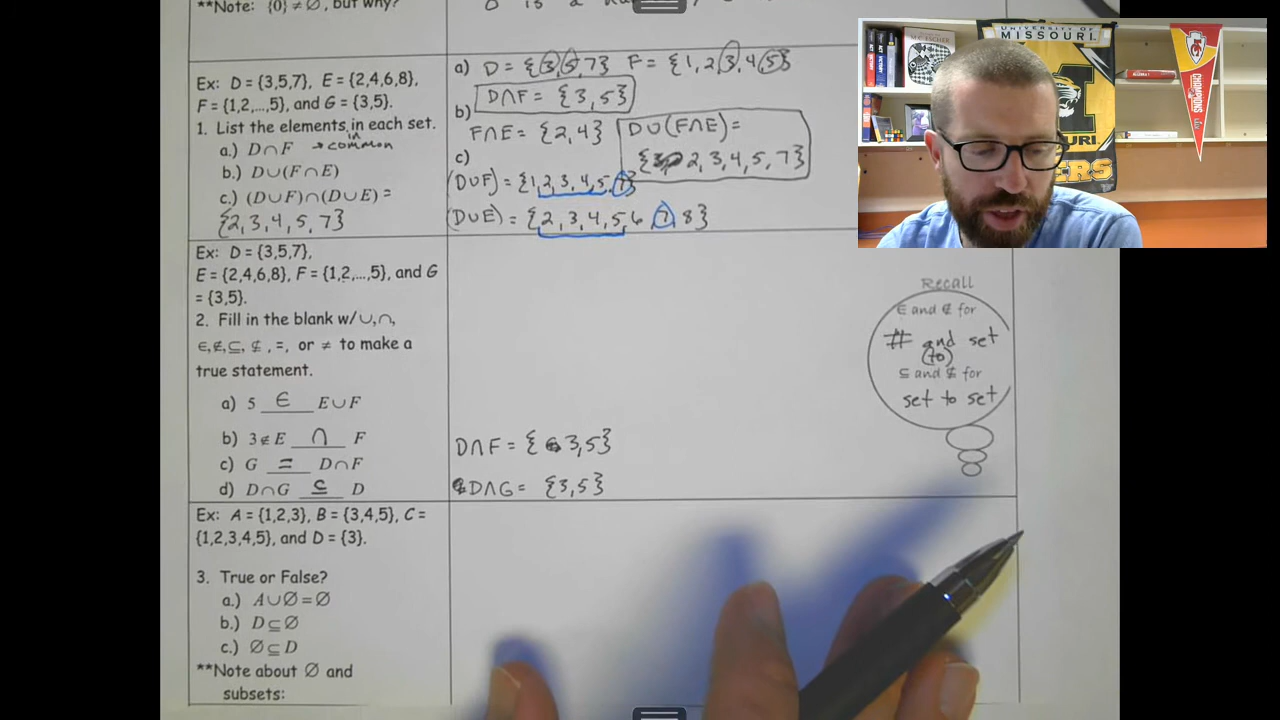 **Note: {0} ≠ ∅, but why?
is a
Ex: D = {3,5,7}, E = {2,4,6,8},
F = {1,2,...,5}, and G = {3,5}.
1. List the elements in each set.
in
a.) D∩F → common
b.) D∪(F∩E)
c.) (D∪F)∩(D∪E) =
{2,3,4,5,7}
a) D = {3,5,7} F = {1,2,3,4,5}
D∩F = {3,5}
b)
F∩E = {2,4} D∪(F∩E) =
{2,3,4,5,7}
c)
(D∪F) = {1,2,3,4,5,7}
(D∪E) = {2,3,4,5,6,7,8}
Ex: D = {3,5,7},
E = {2,4,6,8}, F = {1,2,...,5}, and G
= {3,5}.
2. Fill in the blank w/∪,∩,
∈,∉,⊆, ⊈, =, or ≠ to make a
true statement.
a) 5 ∈ E∪F
b) 3∉E ∩ F
c) G = D∩F
d) D∩G ⊆ D
D∩F = {3,5}
D∩G = {3,5}
Recall
∈ and ∉ for
# and set
(to)
⊆ and ⊈ for
set to set
Ex: A = {1,2,3}, B = {3,4,5}, C =
{1,2,3,4,5}, and D = {3}.
3. True or False?
a.) A∪∅=∅
b.) D⊆∅
c.) ∅⊆D
**Note about ∅ and
subsets:
UNIVERSITY OF
MISSOURI.
M.C. ESCHER
CHAMPIONS